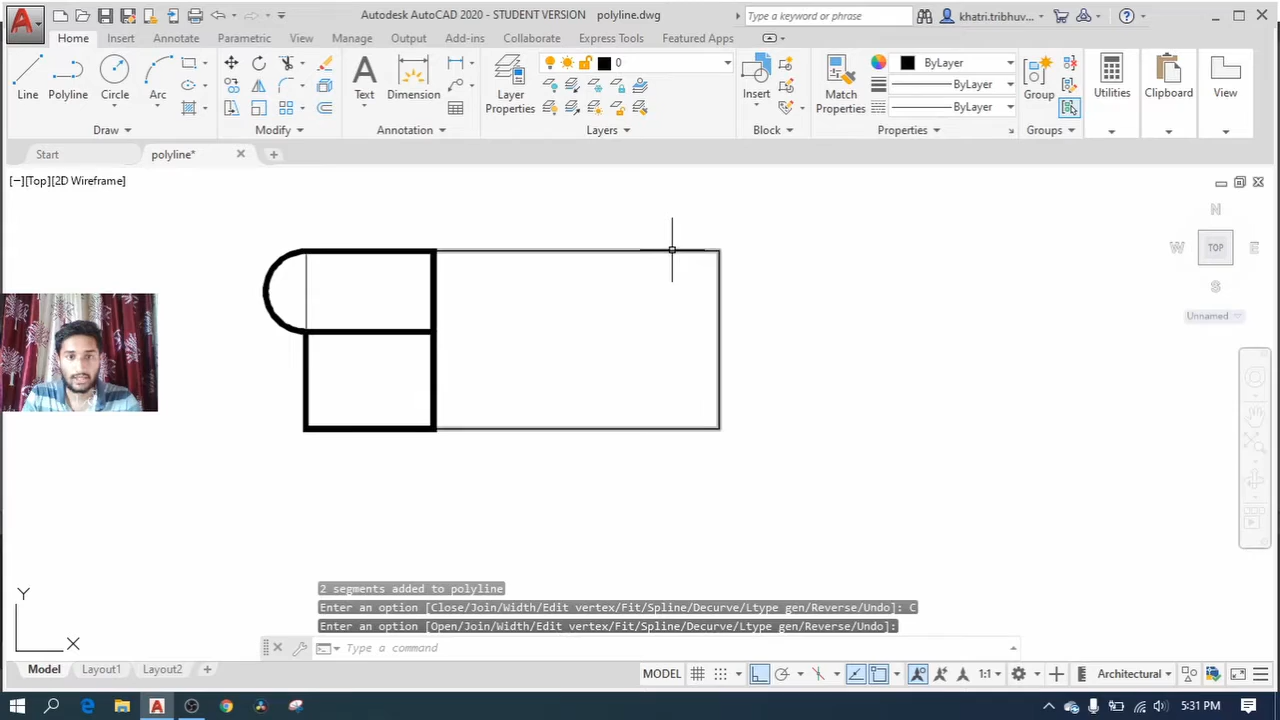 Autodesk AutoCAD 2020 - STUDENT VERSION polyline.dwg
Type a keyword or phrase
khatri.tribhuv...
Home Insert Annotate Parametric View Manage Output Add-ins Collaborate Express Tools Featured Apps
Line Polyline Circle Arc
Draw
Modify
Text Dimension
Annotation
Layer Properties
0
Layers
Insert
Block
Match Properties
ByLayer
ByLayer
ByLayer
Properties
Group
Groups
Utilities
Clipboard
View
Start
polyline*
[−][Top][2D Wireframe]
N
W TOP E
S
Unnamed
2 segments added to polyline
Enter an option [Close/Join/Width/Edit vertex/Fit/Spline/Decurve/Ltype gen/Reverse/Undo]: C
Enter an option [Open/Join/Width/Edit vertex/Fit/Spline/Decurve/Ltype gen/Reverse/Undo]:
Y
X
Type a command
Model Layout1 Layout2
MODEL
1:1
Architectural
5:31 PM